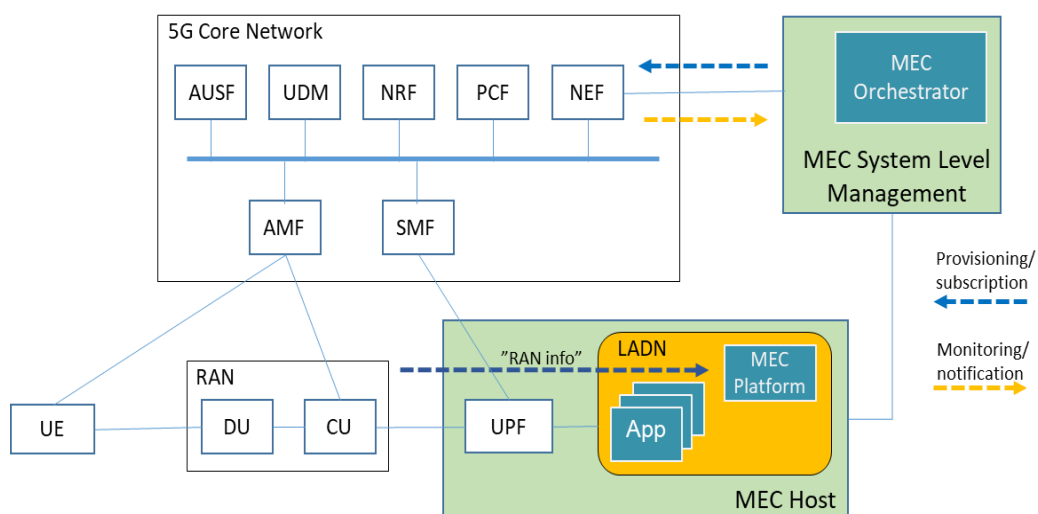 5G Core Network
AUSF
UDM
NRF
PCF
NEF
MEC
Orchestrator
MEC System Level
Management
AMF
SMF
Provisioning/
subscription
Monitoring/
notification
RAN
"RAN info"
LADN
MEC
Platform
UE
DU
CU
UPF
App
MEC Host